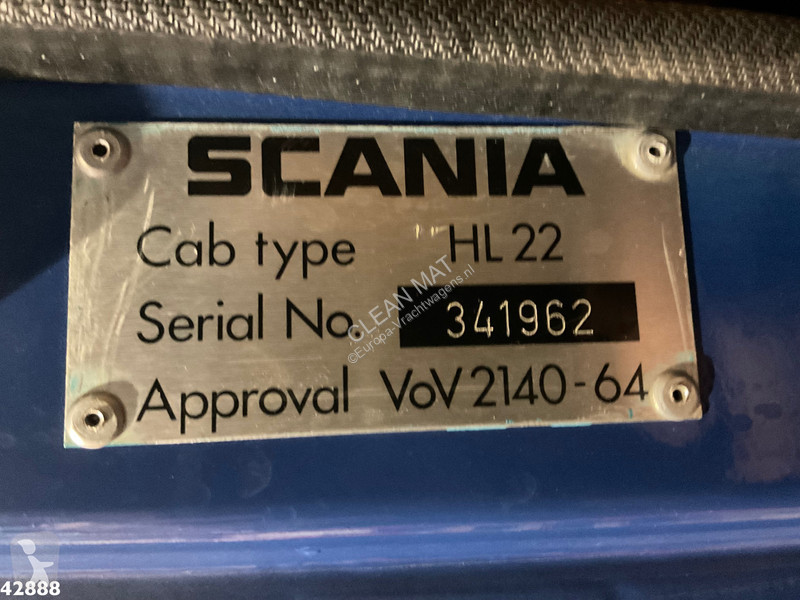 SCANIA
Cab type HL 22
Serial No. 341962
Approval VoV 2140-64
CLEAN MAT
©Europa-Vrachtwagens.nl
42888